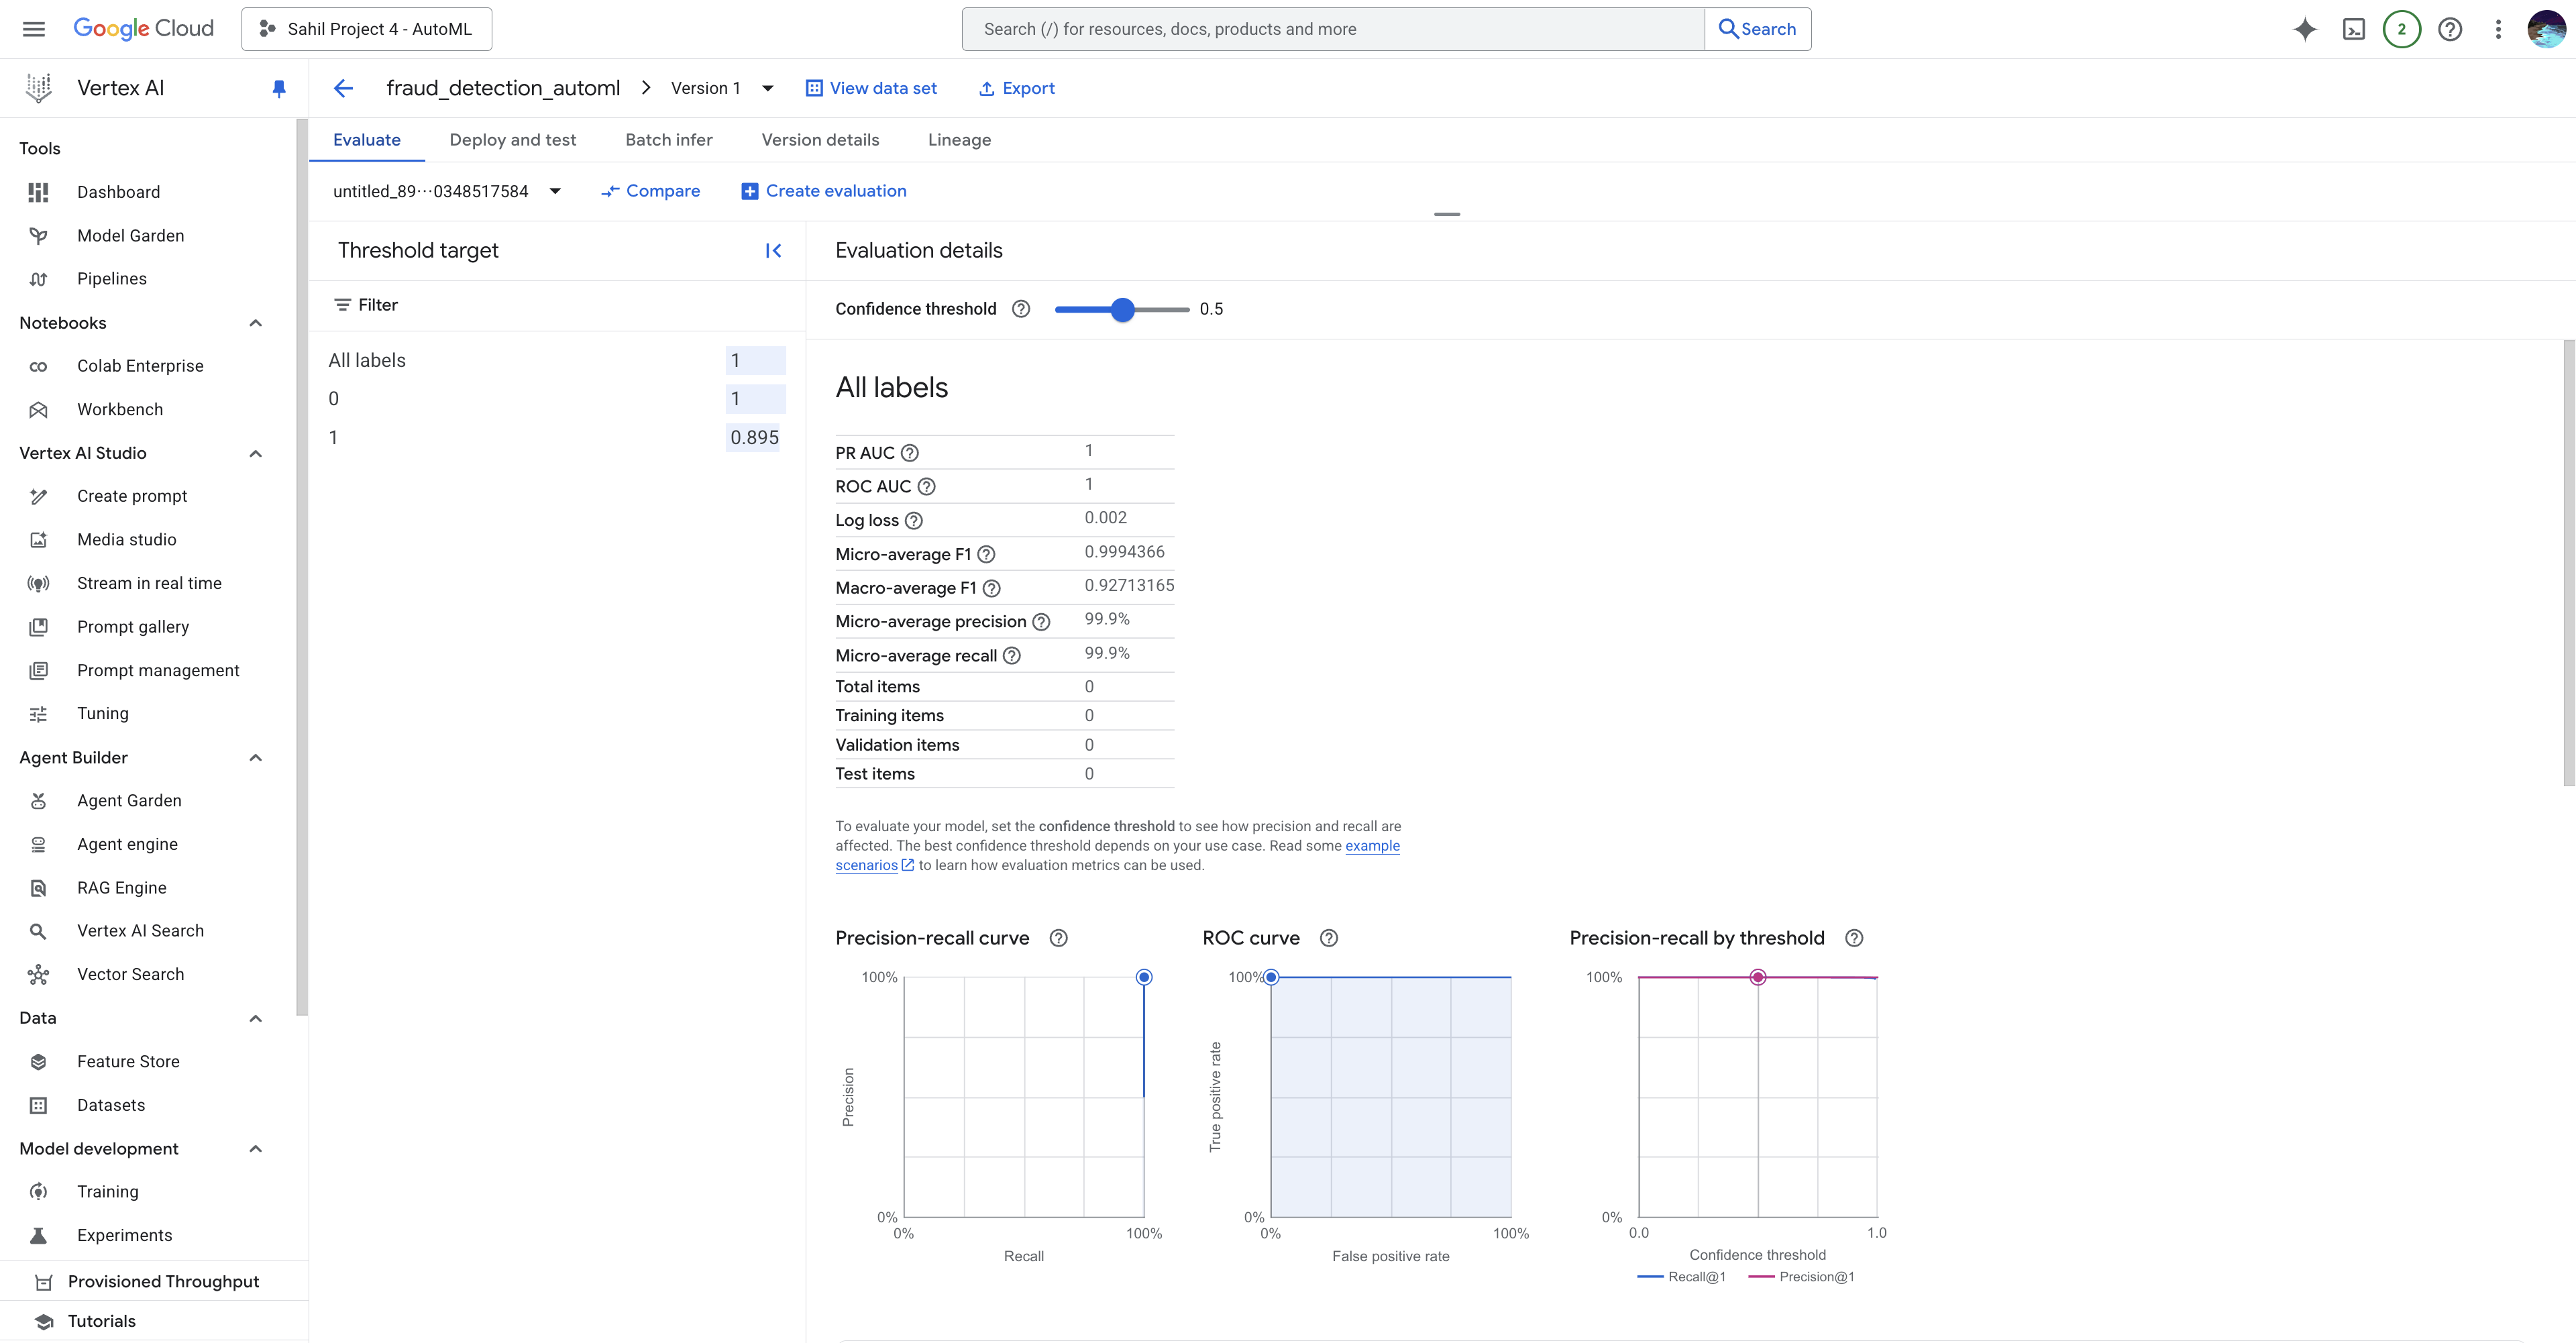 Google Cloud
Sahil Project 4 - AutoML
Search (/) for resources, docs, products and more
Search
2
Vertex AI
fraud_detection_automl
Version 1
View data set
Export
Tools
Dashboard
Model Garden
Pipelines
Notebooks
Colab Enterprise
Workbench
Vertex AI Studio
Create prompt
Media studio
Stream in real time
Prompt gallery
Prompt management
Tuning
Agent Builder
Agent Garden
Agent engine
RAG Engine
Vertex AI Search
Vector Search
Data
Feature Store
Datasets
Model development
Training
Experiments
Provisioned Throughput
Tutorials
Evaluate
Deploy and test
Batch infer
Version details
Lineage
untitled_89···0348517584
Compare
Create evaluation
Threshold target
Filter
All labels 1
0 1
1 0.895
Evaluation details
Confidence threshold 0.5
All labels
PR AUC 1
ROC AUC 1
Log loss 0.002
Micro-average F1 0.9994366
Macro-average F1 0.92713165
Micro-average precision 99.9%
Micro-average recall 99.9%
Total items 0
Training items 0
Validation items 0
Test items 0
To evaluate your model, set the confidence threshold to see how precision and recall are
affected. The best confidence threshold depends on your use case. Read some example
scenarios to learn how evaluation metrics can be used.
Precision-recall curve
100%
Precision
0%
0% 100%
Recall
ROC curve
100%
True positive rate
0%
0% 100%
False positive rate
Precision-recall by threshold
100%
0%
0.0 1.0
Confidence threshold
Recall@1 Precision@1